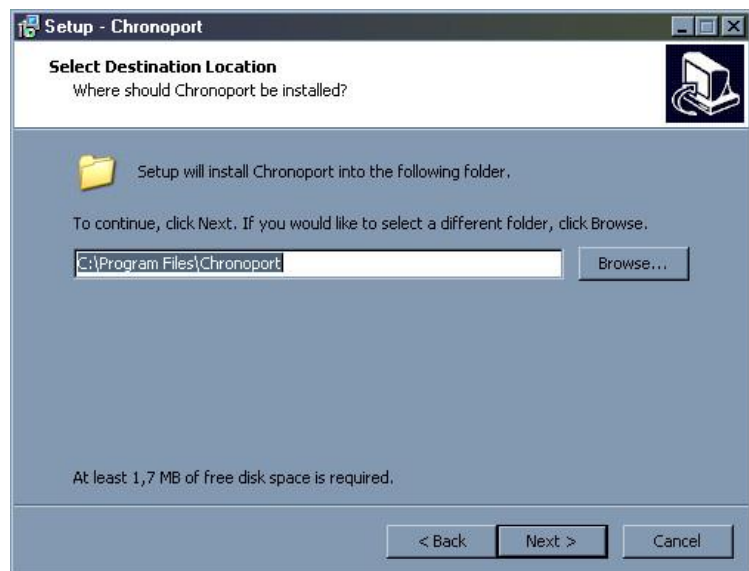 Setup - Chronoport
Select Destination Location
Where should Chronoport be installed?
Setup will install Chronoport into the following folder.
To continue, click Next. If you would like to select a different folder, click Browse.
C:\Program Files\Chronoport
Browse...
At least 1,7 MB of free disk space is required.
< Back
Next >
Cancel